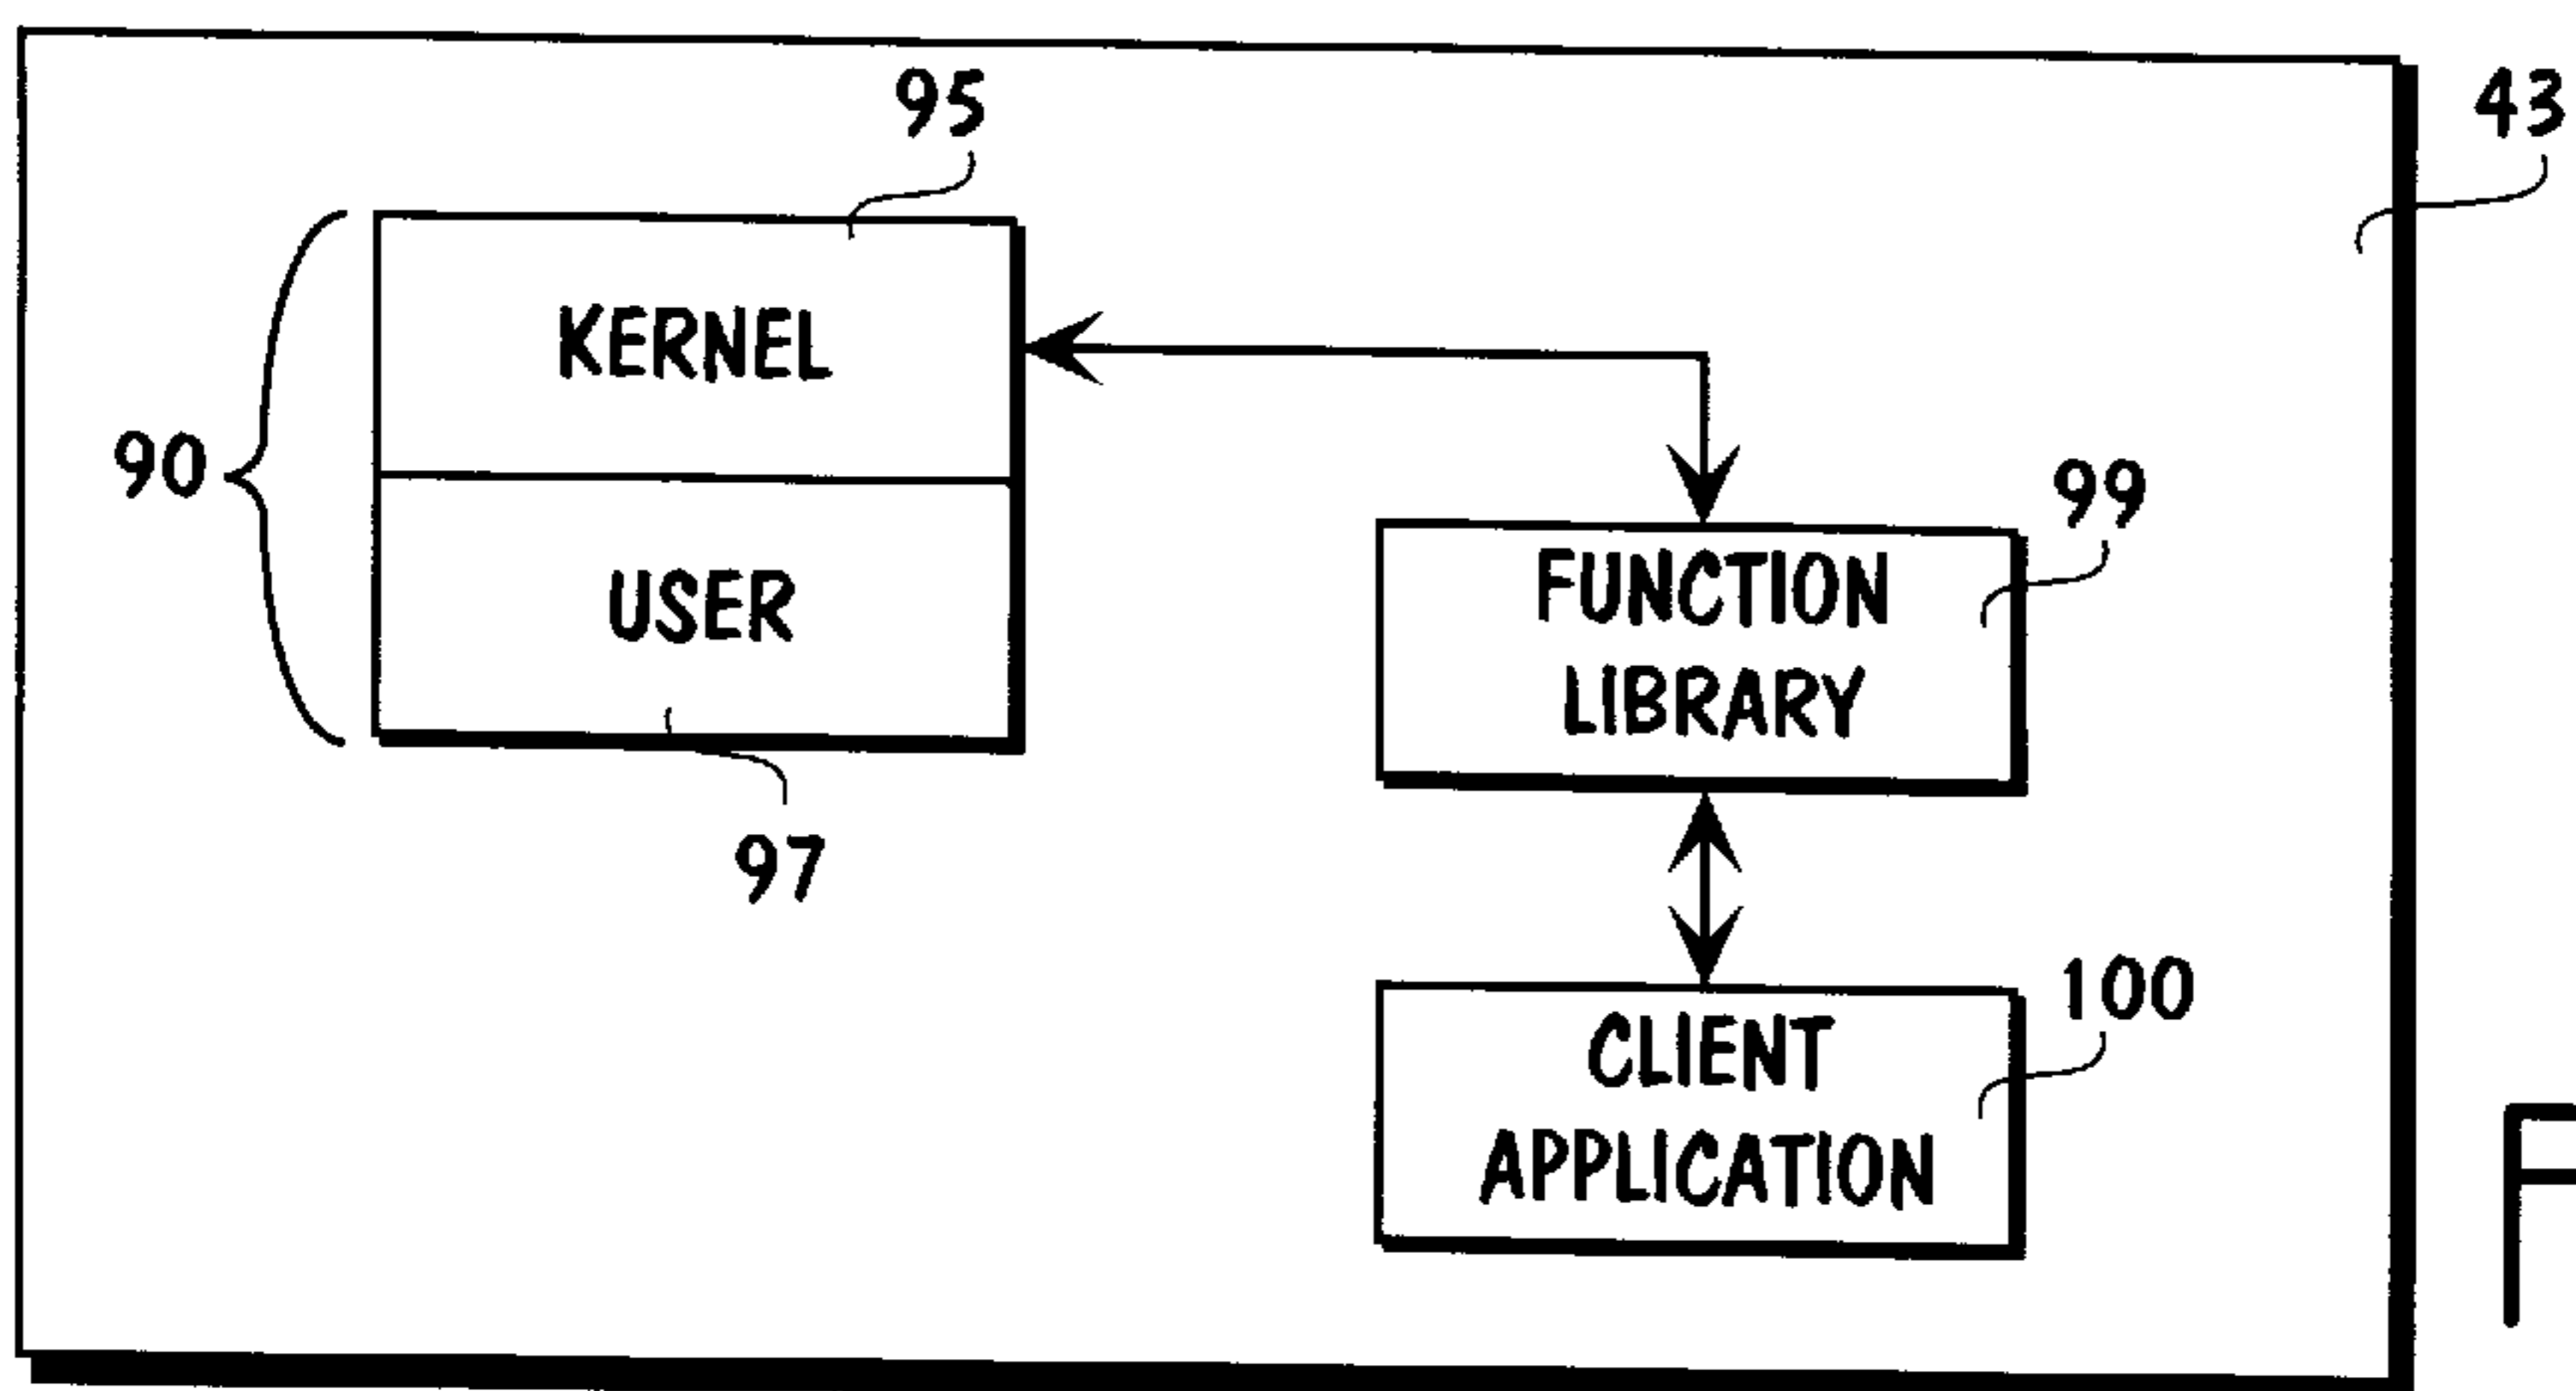 95
43
KERNEL
90
USER
97
FUNCTION
LIBRARY
99
CLIENT
APPLICATION
100
F